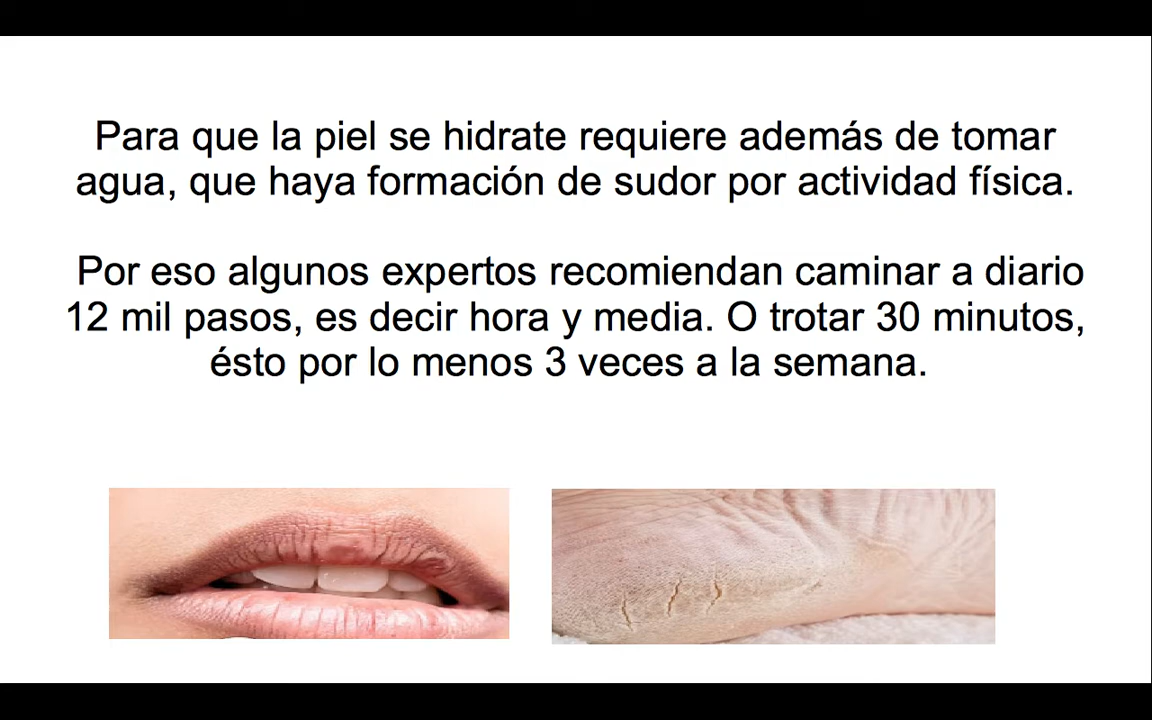 Para que la piel se hidrate requiere además de tomar
agua, que haya formación de sudor por actividad física.
Por eso algunos expertos recomiendan caminar a diario
12 mil pasos, es decir hora y media. O trotar 30 minutos,
ésto por lo menos 3 veces a la semana.